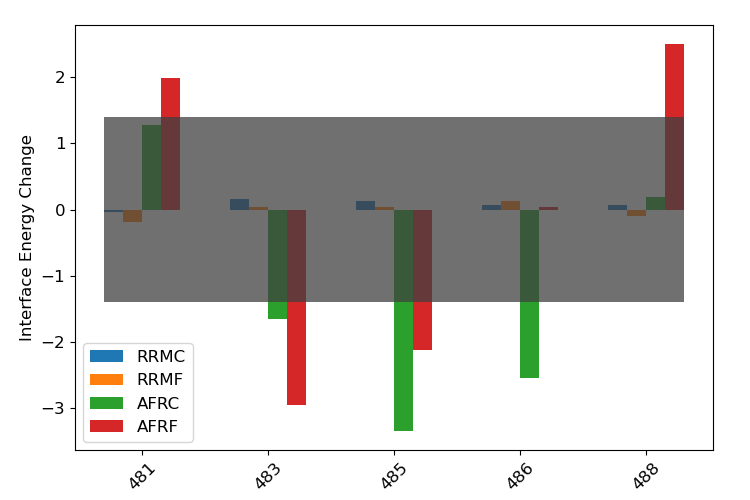 Interface Energy Change
2
1
0
−1
−2
−3
RRMC
RRMF
AFRC
AFRF
481
483
485
486
488